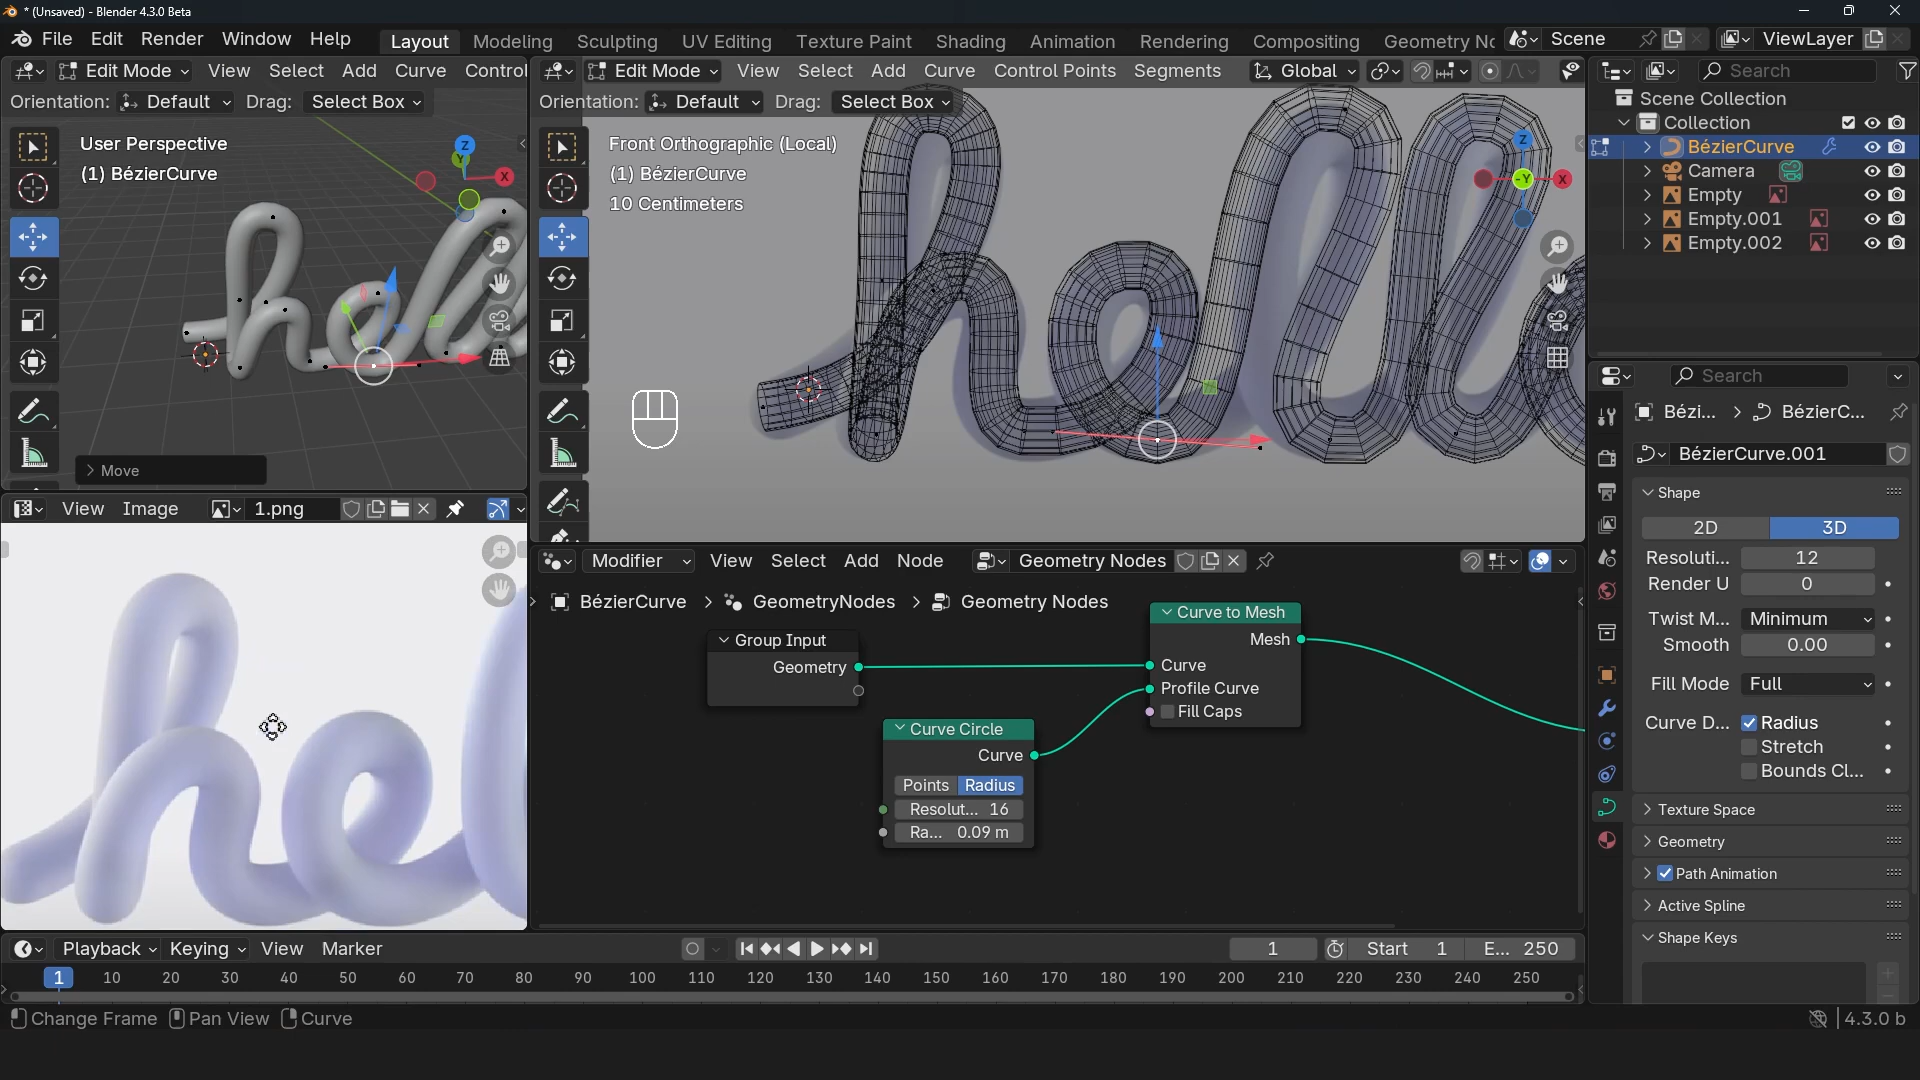 * (Unsaved) - Blender 4.3.0 Beta
File Edit Render Window Help Layout Modeling Sculpting UV Editing Texture Paint Shading Animation Rendering Compositing Geometry No Scene ViewLayer
Edit Mode View Select Add Curve Control
Orientation: Default Drag: Select Box
User Perspective
(1) BézierCurve
Z
Y
X
> Move
Edit Mode View Select Add Curve Control Points Segments Global
Orientation: Default Drag: Select Box
Front Orthographic (Local)
(1) BézierCurve
10 Centimeters
Z
-Y
X
Search
Scene Collection
Collection
BézierCurve
Camera
Empty
Empty.001
Empty.002
View Image 1.png
hel
Modifier View Select Add Node Geometry Nodes
BézierCurve > GeometryNodes > Geometry Nodes
Group Input
Geometry
Curve to Mesh
Mesh
Curve
Profile Curve
Fill Caps
Curve Circle
Curve
Points Radius
Resolut... 16
Ra... 0.09 m
Search
Bézi... > BézierC...
BézierCurve.001
Shape
2D 3D
Resoluti... 12
Render U 0
Twist M... Minimum
Smooth 0.00
Fill Mode Full
Curve D... Radius
Stretch
Bounds Cl...
Texture Space
Geometry
Path Animation
Active Spline
Shape Keys
Playback Keying View Marker 1 Start 1 E... 250
1 10 20 30 40 50 60 70 80 90 100 110 120 130 140 150 160 170 180 190 200 210 220 230 240 250
Change Frame Pan View Curve 4.3.0 b